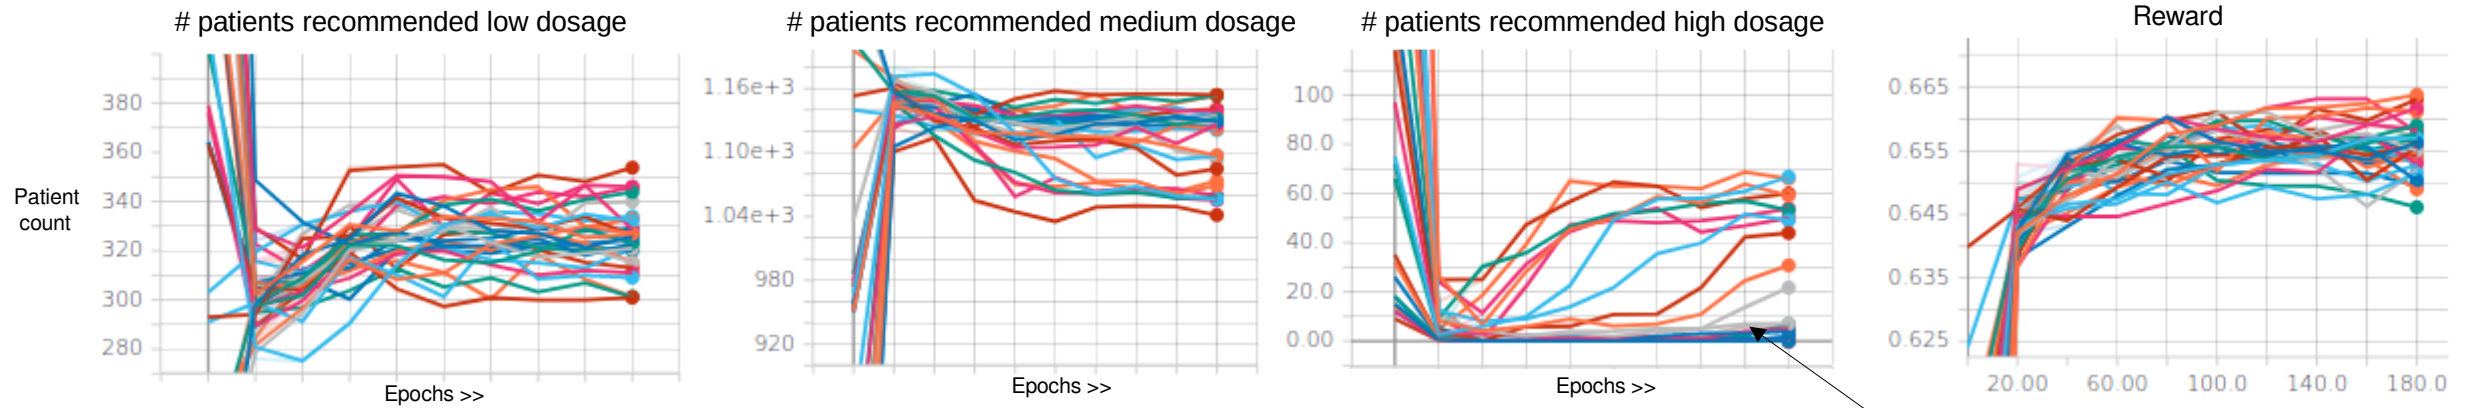 # patients recommended low dosage
380
360
340
320
300
280
Patient
count
Epochs >>
# patients recommended medium dosage
1.16e+3
1.10e+3
1.04e+3
980
920
Epochs >>
# patients recommended high dosage
100
80.0
60.0
40.0
20.0
0.00
Epochs >>
Reward
0.665
0.655
0.645
0.635
0.625
20.00 60.00 100.0 140.0 180.0